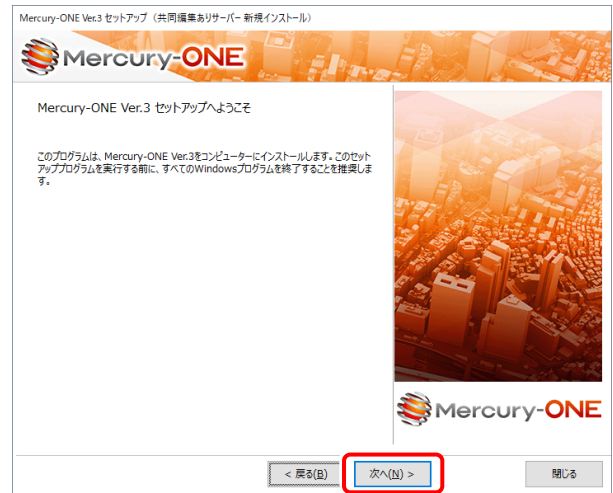 Mercury-ONE Ver.3 セットアップ（共同編集ありサーバー 新規インストール）
Mercury-ONE
Mercury-ONE Ver.3 セットアップへようこそ
このプログラムは、Mercury-ONE Ver.3をコンピューターにインストールします。このセット
アッププログラムを実行する前に、すべてのWindowsプログラムを終了することを推奨しま
す。
Mercury-ONE
< 戻る(B)
次へ(N) >
閉じる